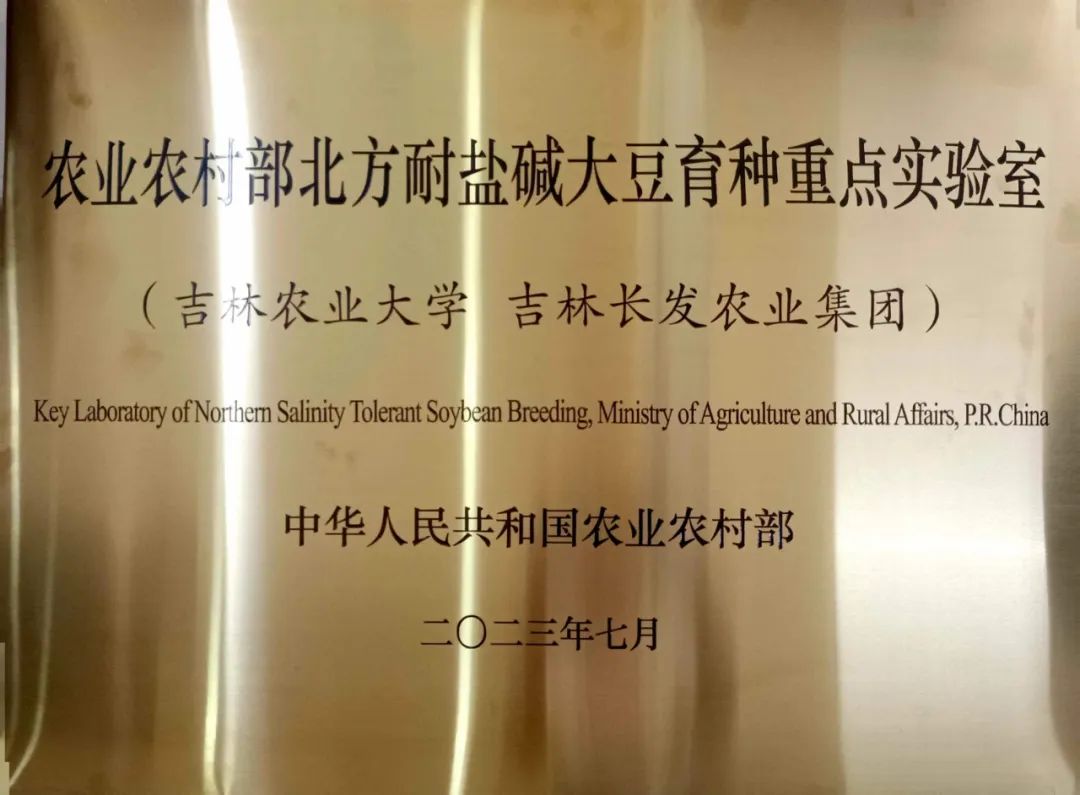 农业农村部北方耐盐碱大豆育种重点实验室
（吉林农业大学 吉林长发农业集团）
Key Laboratory of Northern Salinity Tolerant Soybean Breeding, Ministry of Agriculture and Rural Affairs, P.R.China
中华人民共和国农业农村部
二〇二三年七月